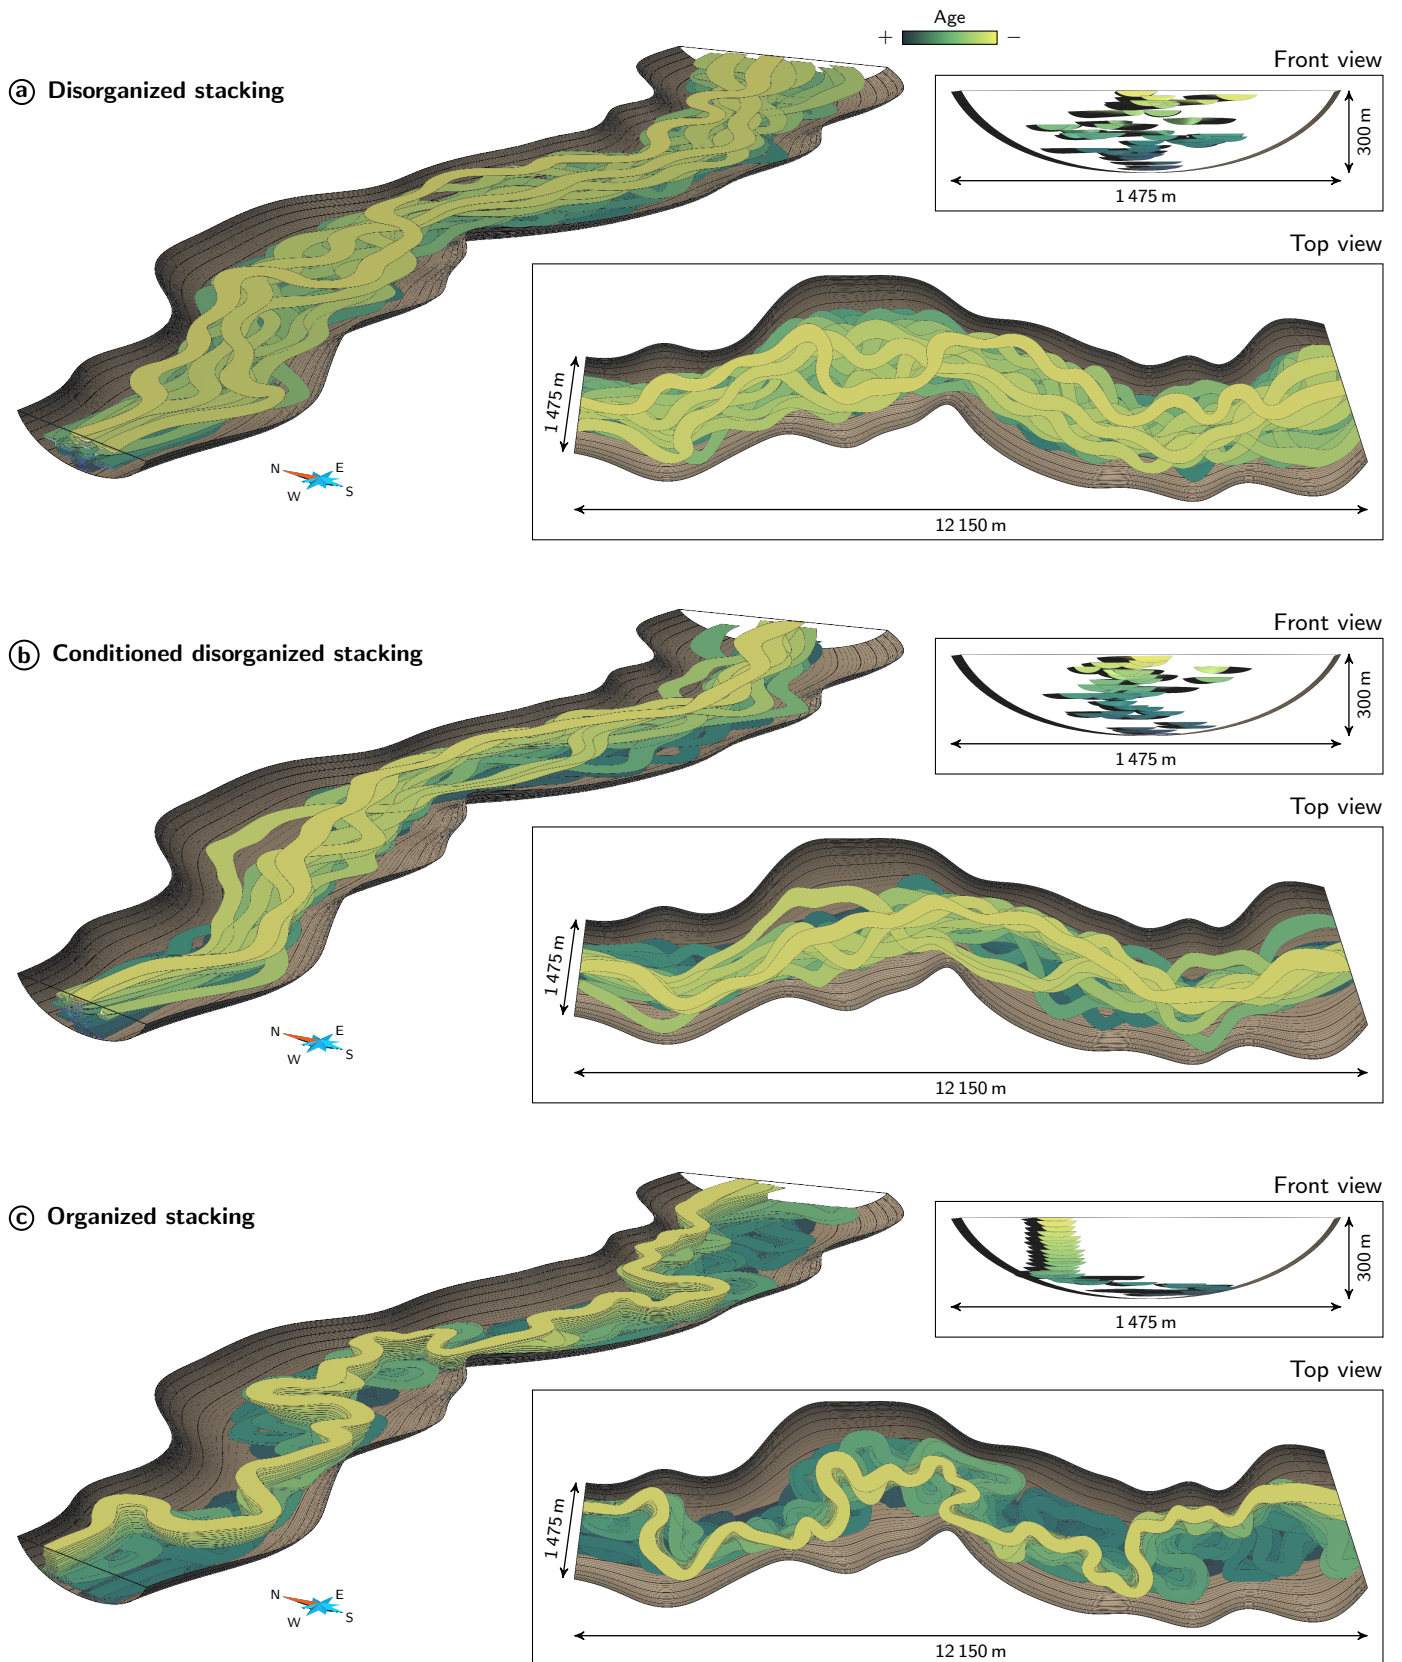 Age
+ −
Front view
ⓐ Disorganized stacking
300 m
1 475 m
Top view
1 475 m
N E
W S
12 150 m
Front view
ⓑ Conditioned disorganized stacking
300 m
1 475 m
Top view
1 475 m
N E
W S
12 150 m
Front view
ⓒ Organized stacking
300 m
1 475 m
Top view
1 475 m
N E
W S
12 150 m